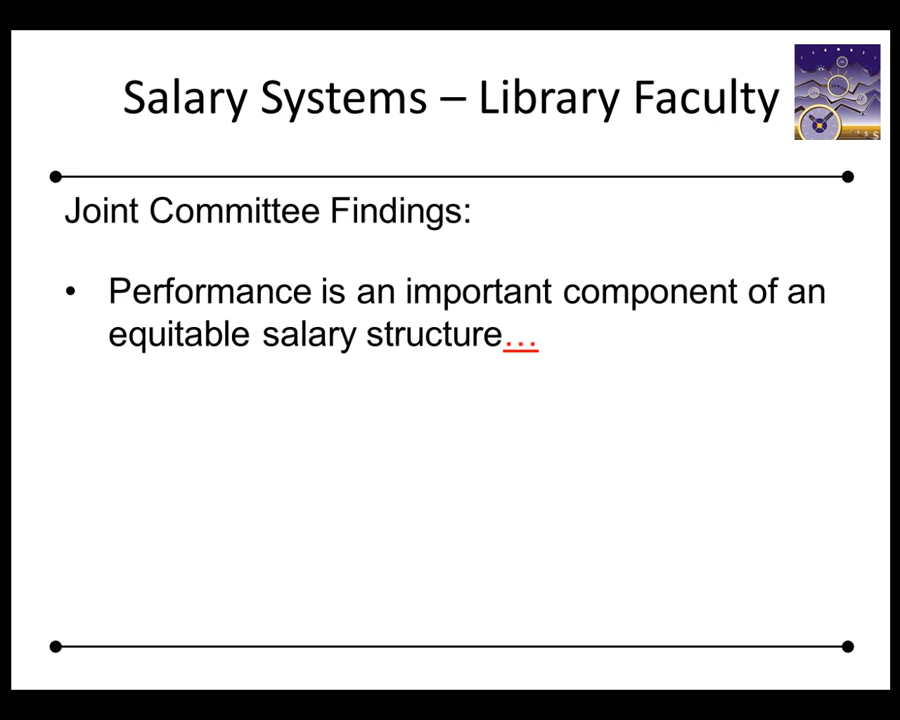 Salary Systems – Library Faculty
Joint Committee Findings:
• Performance is an important component of an
equitable salary structure…